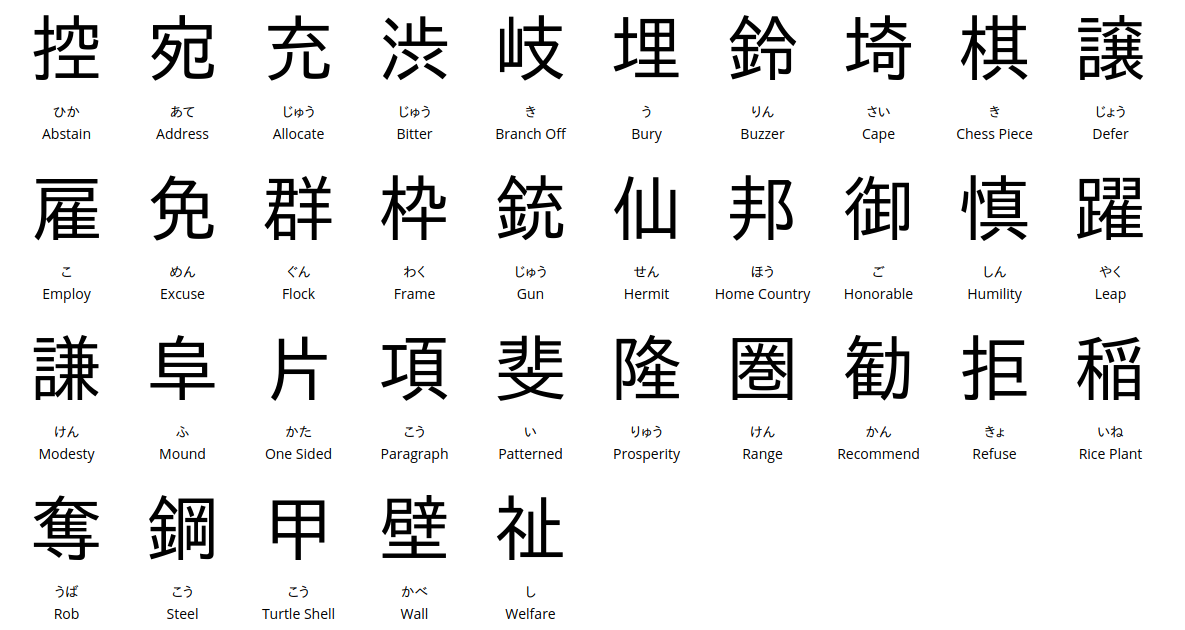 控 宛 充 渋 岐 埋 鈴 埼 棋 譲
ひか あて じゅう じゅう き う りん さい き じょう
Abstain Address Allocate Bitter Branch Off Bury Buzzer Cape Chess Piece Defer
雇 免 群 枠 銃 仙 邦 御 慎 躍
こ めん ぐん わく じゅう せん ほう ご しん やく
Employ Excuse Flock Frame Gun Hermit Home Country Honorable Humility Leap
謙 阜 片 項 斐 隆 圏 勧 拒 稲
けん ふ かた こう い りゅう けん かん きょ いね
Modesty Mound One Sided Paragraph Patterned Prosperity Range Recommend Refuse Rice Plant
奪 鋼 甲 壁 祉
うば こう こう かべ し
Rob Steel Turtle Shell Wall Welfare